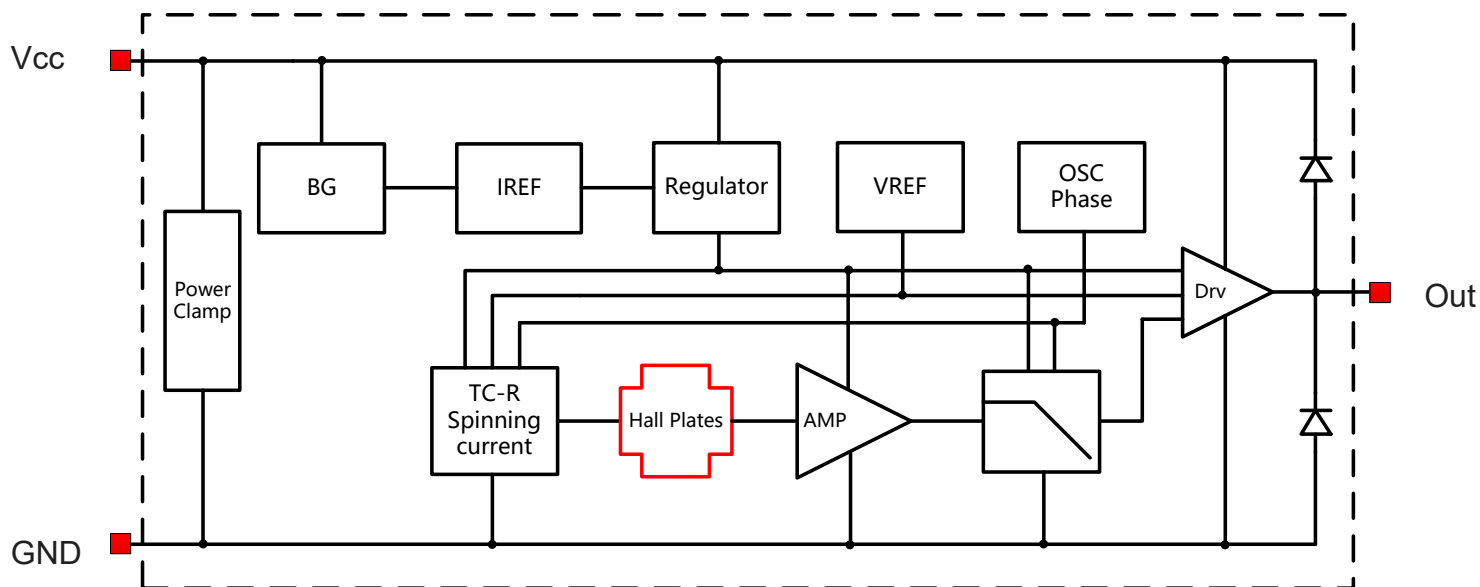 Vcc
BG
IREF
Regulator
VREF
OSC
Phase
Power
Clamp
Drv
Out
TC-R
Spinning
current
Hall Plates
AMP
GND